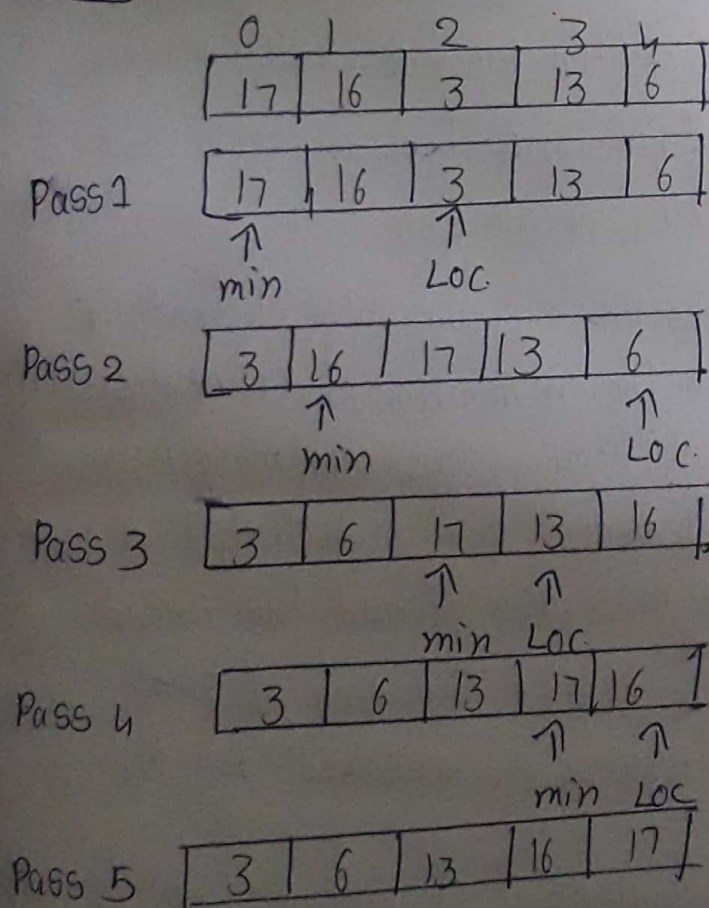 0 1 2 3 4
17 16 3 13 6
Pass 1 17 16 3 13 6
min Loc.
Pass 2 3 16 17 13 6
min Loc.
Pass 3 3 6 17 13 16
min Loc.
Pass 4 3 6 13 17 16
min Loc
Pass 5 3 6 13 16 17